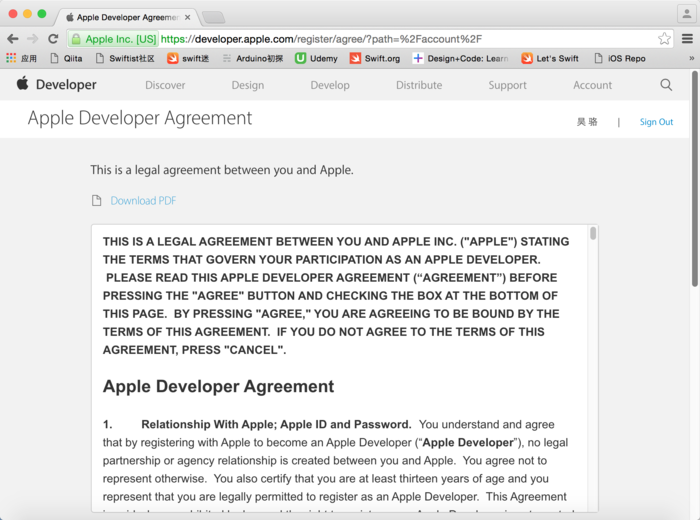 Apple Developer Agreemen
Apple Inc. [US] https://developer.apple.com/register/agree/?path=%2Faccount%2F
应用 Qiita Swiftist社区 swift迷 Arduino初探 Udemy Swift.org Design+Code: Learn Let's Swift iOS Repo »
Developer Discover Design Develop Distribute Support Account
Apple Developer Agreement 吴 骆 | Sign Out
This is a legal agreement between you and Apple.
Download PDF
THIS IS A LEGAL AGREEMENT BETWEEN YOU AND APPLE INC. ("APPLE") STATING
THE TERMS THAT GOVERN YOUR PARTICIPATION AS AN APPLE DEVELOPER.
PLEASE READ THIS APPLE DEVELOPER AGREEMENT (“AGREEMENT”) BEFORE
PRESSING THE "AGREE" BUTTON AND CHECKING THE BOX AT THE BOTTOM OF
THIS PAGE. BY PRESSING "AGREE," YOU ARE AGREEING TO BE BOUND BY THE
TERMS OF THIS AGREEMENT. IF YOU DO NOT AGREE TO THE TERMS OF THIS
AGREEMENT, PRESS "CANCEL".
Apple Developer Agreement
1. Relationship With Apple; Apple ID and Password. You understand and agree
that by registering with Apple to become an Apple Developer (“Apple Developer”), no legal
partnership or agency relationship is created between you and Apple. You agree not to
represent otherwise. You also certify that you are at least thirteen years of age and you
represent that you are legally permitted to register as an Apple Developer. This Agreement